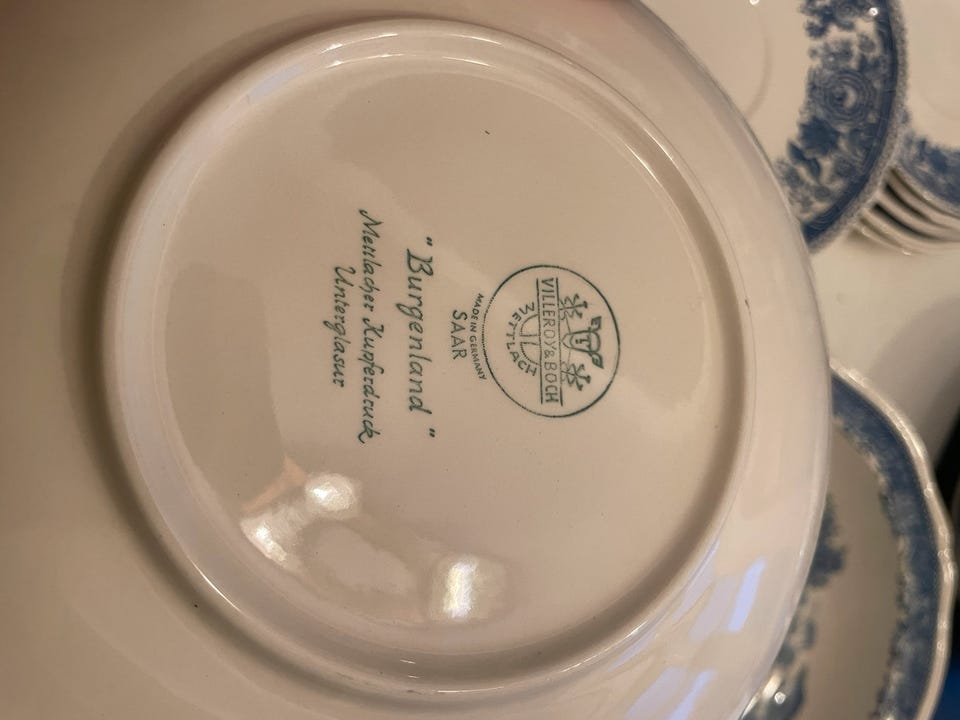 VILLEROY & BOCH
METTLACH
MADE IN GERMANY
SAAR
"Burgenland"
Mettlacher Kupferdruck
Unterglasur